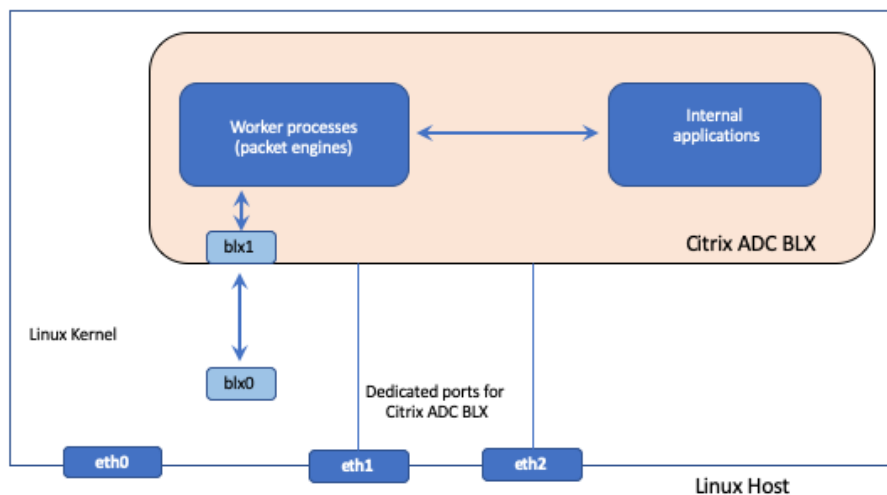 Worker processes
(packet engines)
Internal
applications
blx1
Citrix ADC BLX
Linux Kernel
blx0
Dedicated ports for
Citrix ADC BLX
eth0
eth1
eth2
Linux Host